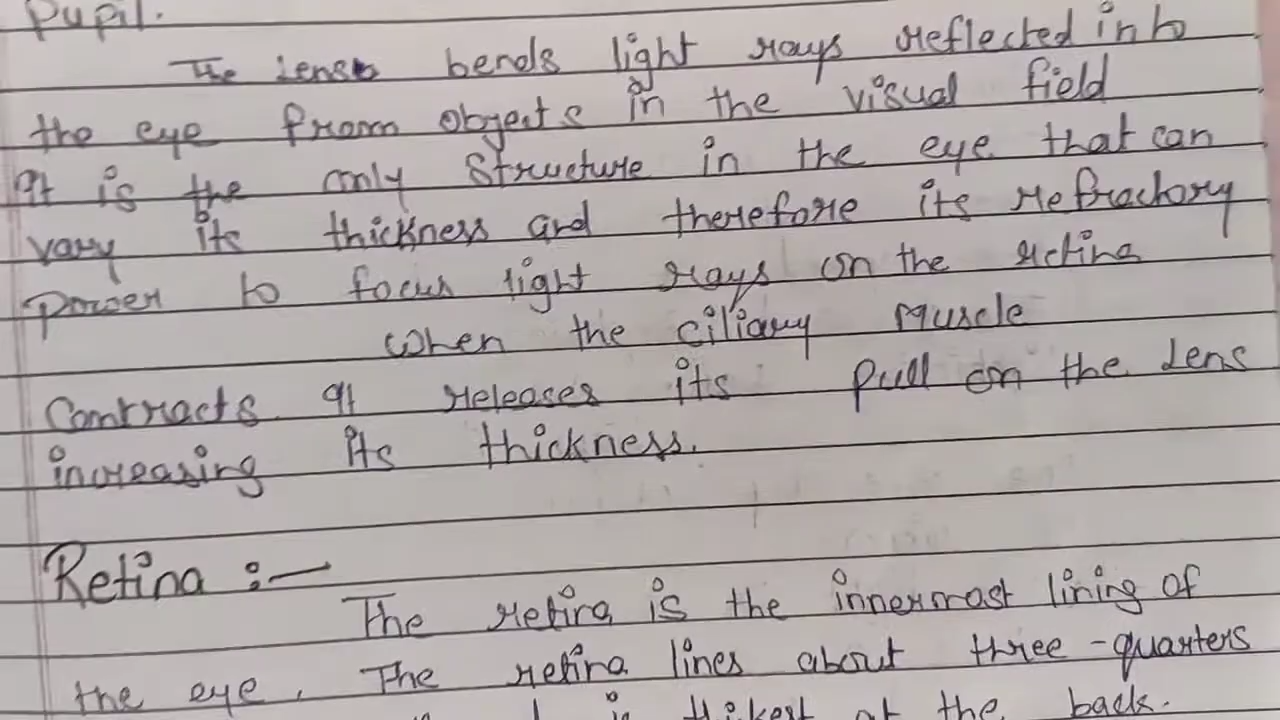 Pupil.
The Lens bends light rays reflected into
the eye from objects in the visual field
It is the only structure in the eye that can
vary its thickness and therefore its refractory
power to focus light rays on the retina
When the ciliary muscle
Contracts It releases its pull on the Lens
increasing its thickness.
Retina :—
The retina is the innermost lining of
the eye. The retina lines about three-quarters
is thickest at the back.